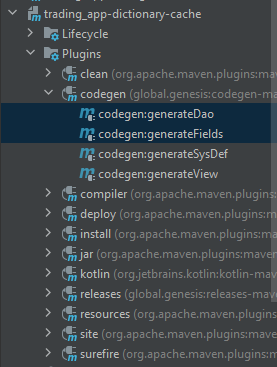 trading_app-dictionary-cache
Lifecycle
Plugins
clean (org.apache.maven.plugins:mav
codegen (global.genesis:codegen-ma
codegen:generateDao
codegen:generateFields
codegen:generateSysDef
codegen:generateView
compiler (org.apache.maven.plugins:
deploy (org.apache.maven.plugins:m
install (org.apache.maven.plugins:m
jar (org.apache.maven.plugins:maven
kotlin (org.jetbrains.kotlin:kotlin-ma
releases (global.genesis:releases-mav
resources (org.apache.maven.plugins
site (org.apache.maven.plugins:mave
surefire (org.apache.maven.plugins: